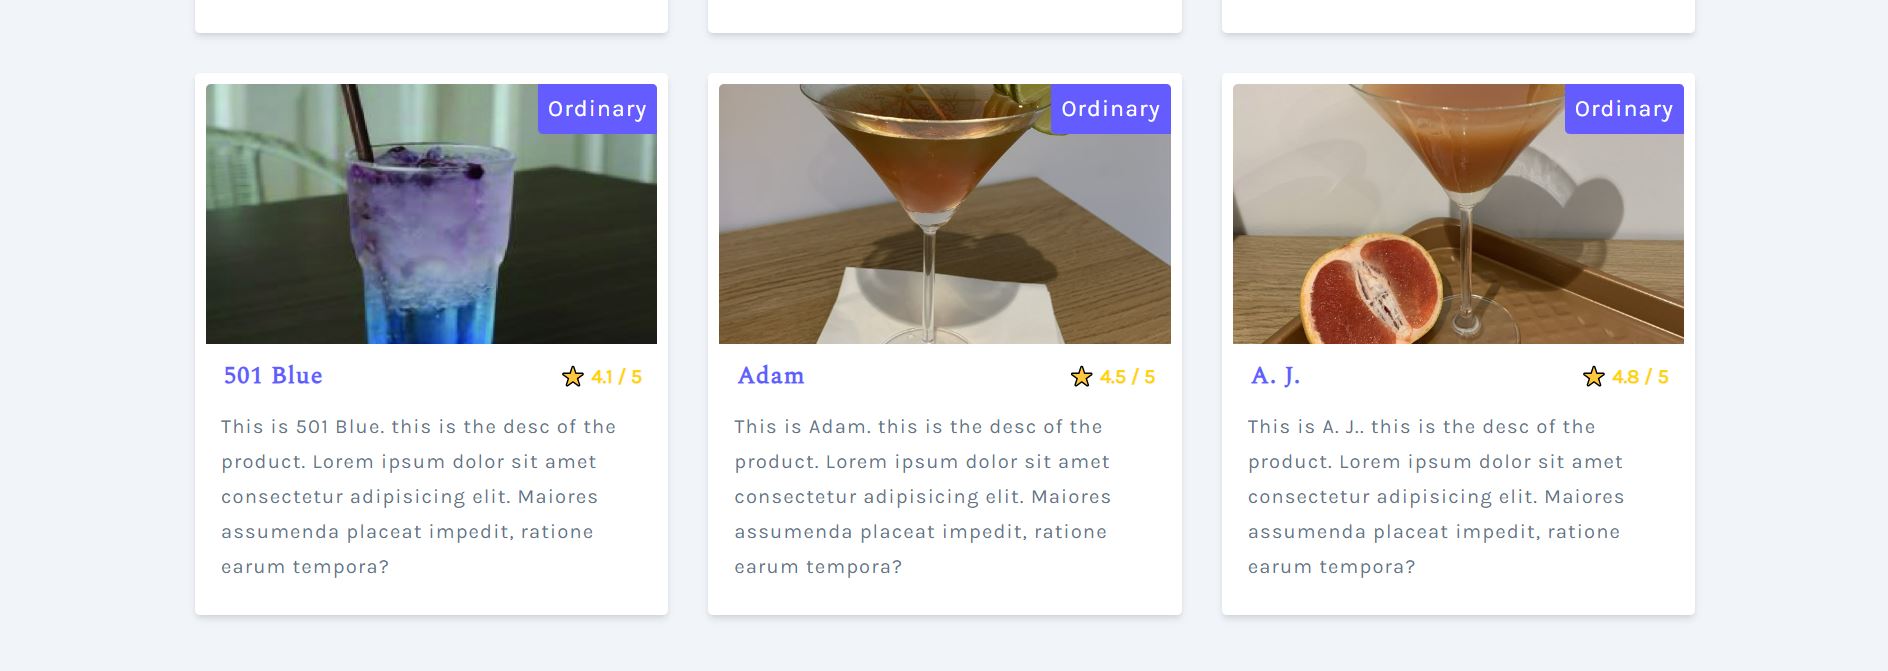 Ordinary
501 Blue
4.1 / 5
This is 501 Blue. this is the desc of the
product. Lorem ipsum dolor sit amet
consectetur adipisicing elit. Maiores
assumenda placeat impedit, ratione
earum tempora?
Ordinary
Adam
4.5 / 5
This is Adam. this is the desc of the
product. Lorem ipsum dolor sit amet
consectetur adipisicing elit. Maiores
assumenda placeat impedit, ratione
earum tempora?
Ordinary
A. J.
4.8 / 5
This is A. J.. this is the desc of the
product. Lorem ipsum dolor sit amet
consectetur adipisicing elit. Maiores
assumenda placeat impedit, ratione
earum tempora?